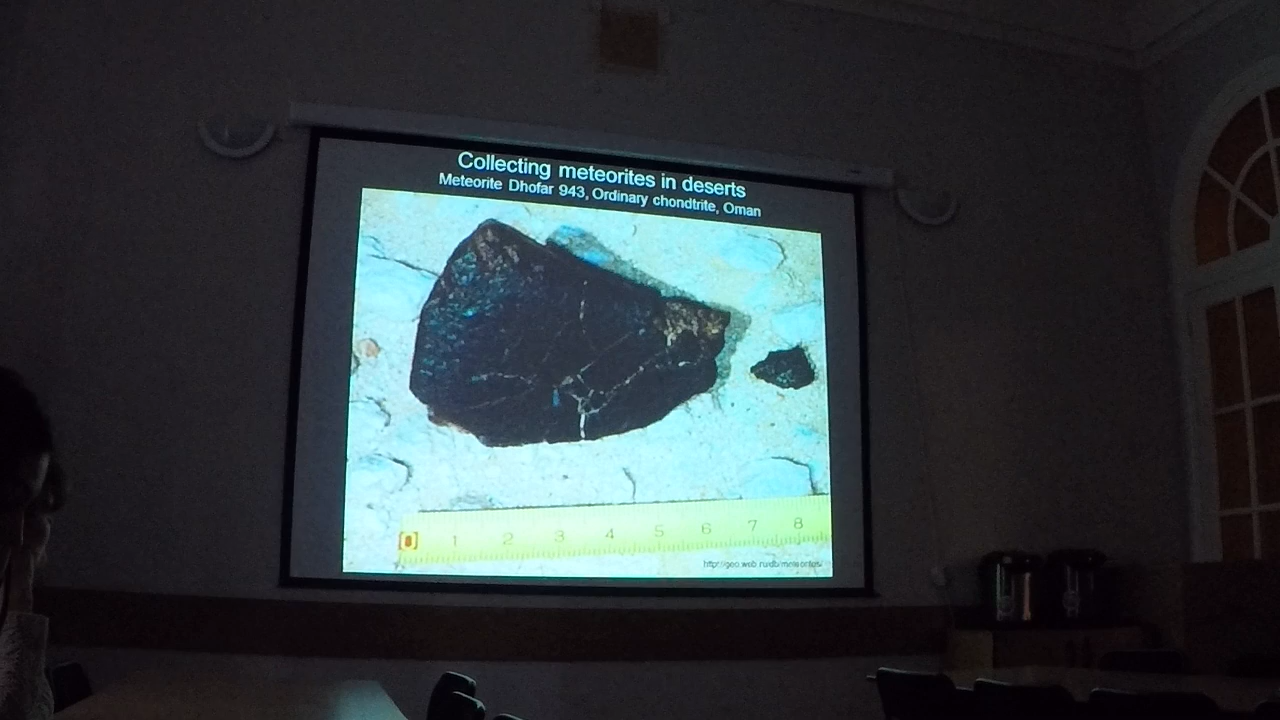 Collecting meteorites in deserts
Meteorite Dhofar 943, Ordinary chondtrite, Oman
0 1 2 3 4 5 6 7 8